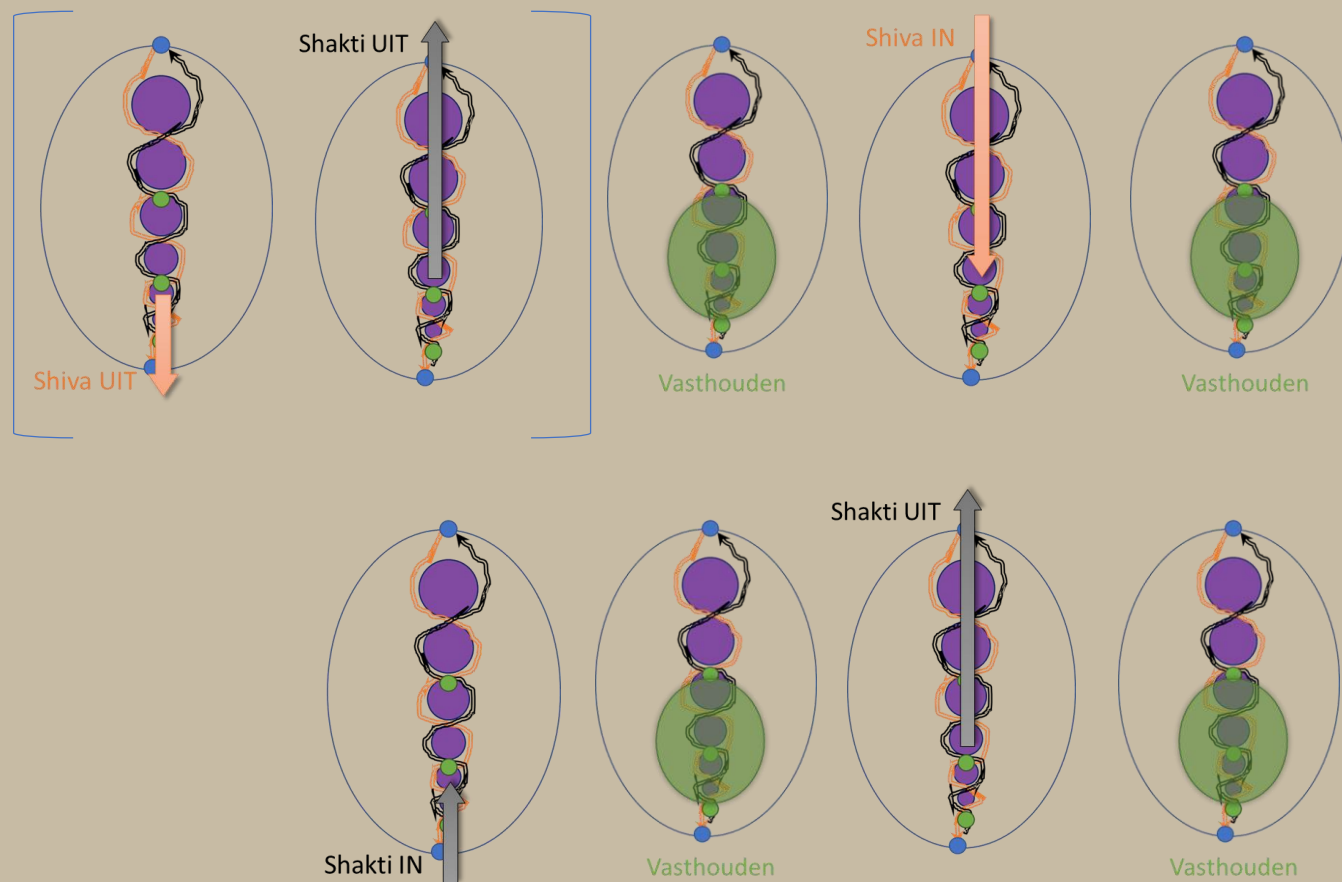 Shakti UIT
Shiva IN
Shiva UIT
Vasthouden
Vasthouden
Shakti UIT
Shakti IN
Vasthouden
Vasthouden